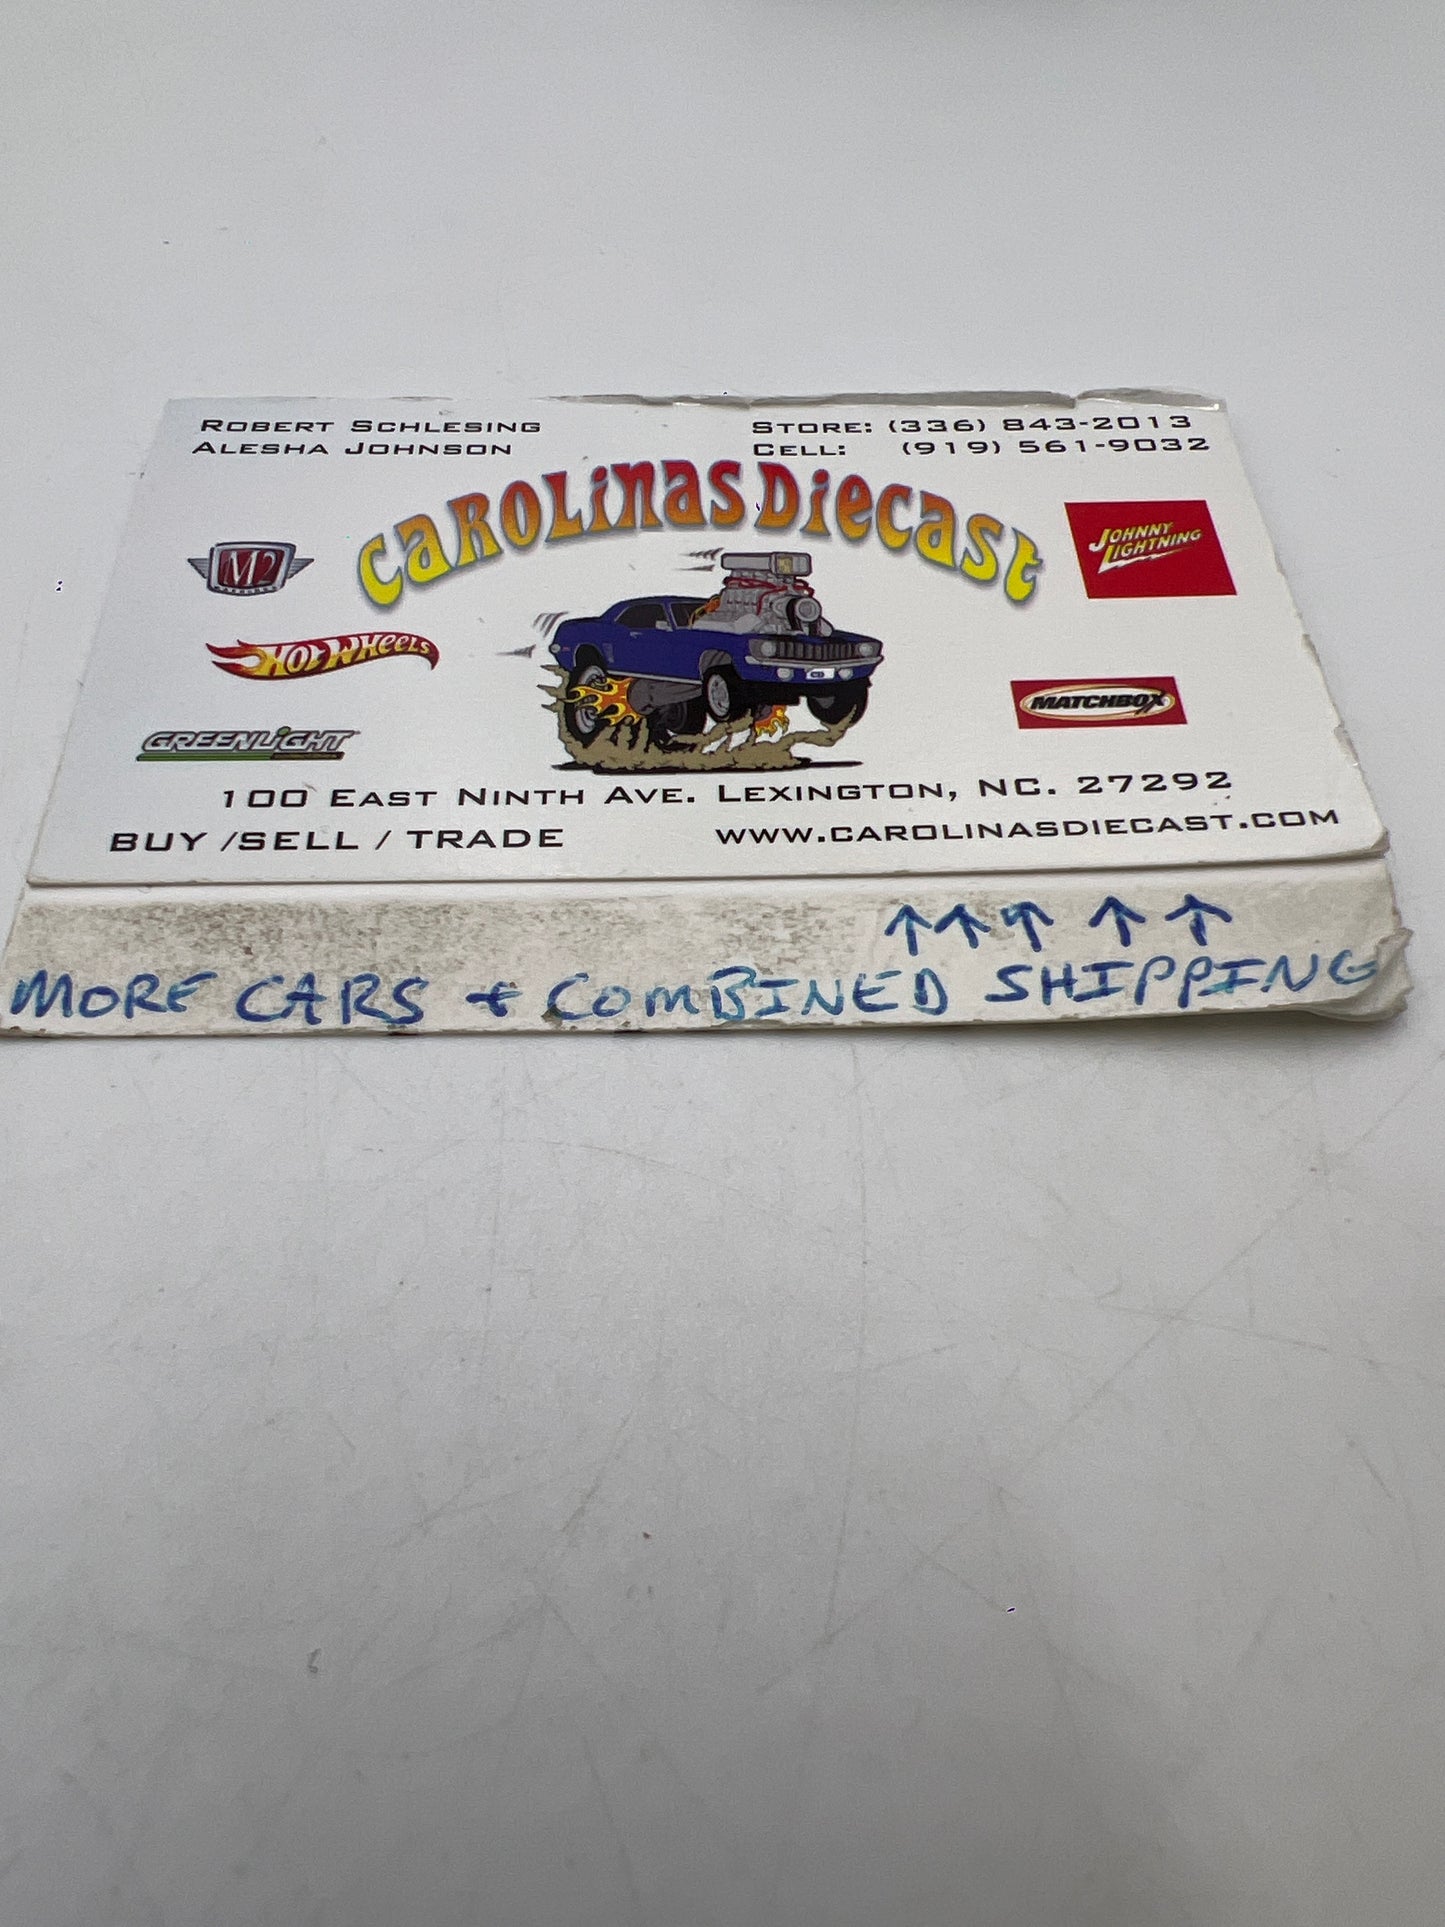 ROBERT SCHLESING
ALESHA JOHNSON
STORE: (336) 843-2013
CELL: (919) 561-9032
CAROLINAS DIECAST
M2
JOHNNY LIGHTNING
HOT WHEELS
MATCHBOX
GREENLIGHT
100 EAST NINTH AVE. LEXINGTON, NC. 27292
BUY /SELL / TRADE
WWW.CAROLINASDIECAST.COM
↑ ↑ ↑ ↑ ↑
MORE CARS + COMBINED SHIPPING